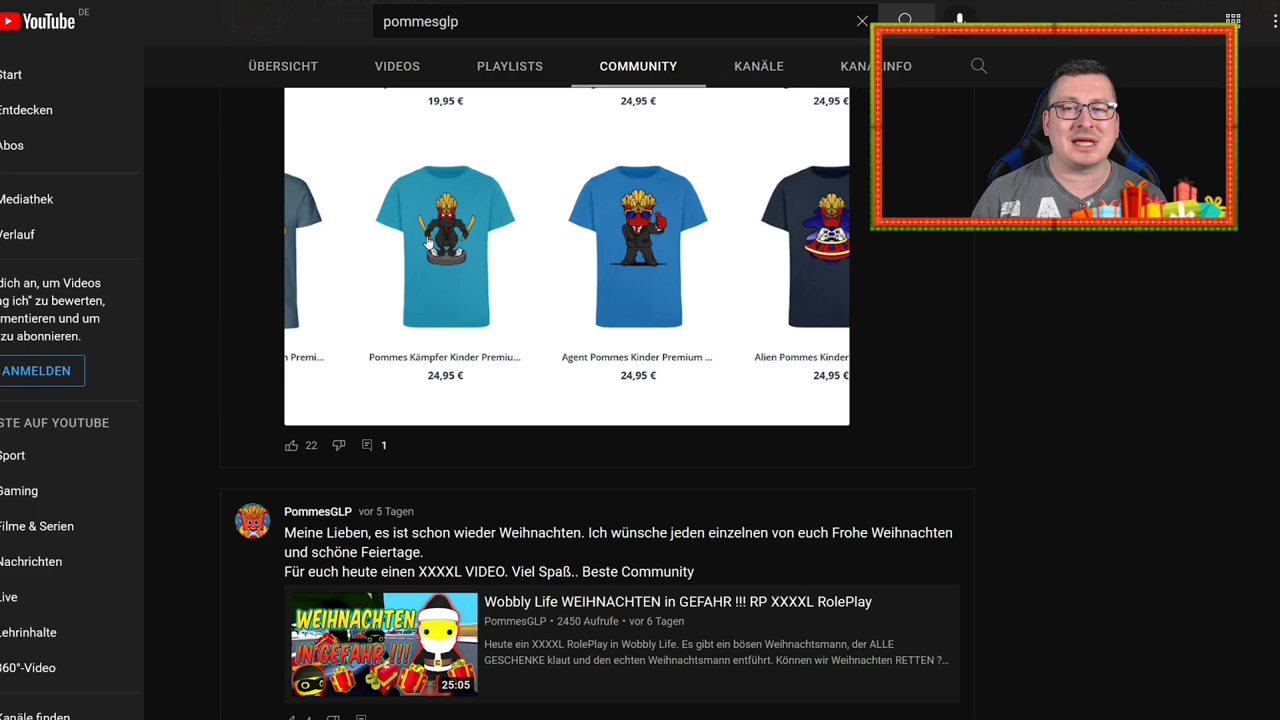 YouTube DE
pommesglp
ÜBERSICHT VIDEOS PLAYLISTS COMMUNITY KANÄLE KANALINFO
Start
Entdecken
Abos
Mediathek
Verlauf
dich an, um Videos
ag ich" zu bewerten,
mentieren und um
zu abonnieren.
ANMELDEN
STE AUF YOUTUBE
Sport
Gaming
Filme & Serien
Nachrichten
Live
Lehrinhalte
360°-Video
Kanäle finden
19,95 € 24,95 € 24,95 €
n Premi... Pommes Kämpfer Kinder Premiu... Agent Pommes Kinder Premium ... Alien Pommes Kinder
24,95 € 24,95 € 24,95 €
22 1
PommesGLP vor 5 Tagen
Meine Lieben, es ist schon wieder Weihnachten. Ich wünsche jeden einzelnen von euch Frohe Weihnachten
und schöne Feiertage.
Für euch heute einen XXXXL VIDEO. Viel Spaß.. Beste Community
WEIHNACHTEN
IN GEFAHR !!!
25:05
Wobbly Life WEIHNACHTEN in GEFAHR !!! RP XXXXL RolePlay
PommesGLP • 2450 Aufrufe • vor 6 Tagen
Heute ein XXXXL RolePlay in Wobbly Life. Es gibt ein bösen Weihnachtsmann, der ALLE
GESCHENKE klaut und den echten Weihnachtsmann entführt. Können wir Weihnachten RETTEN ?...